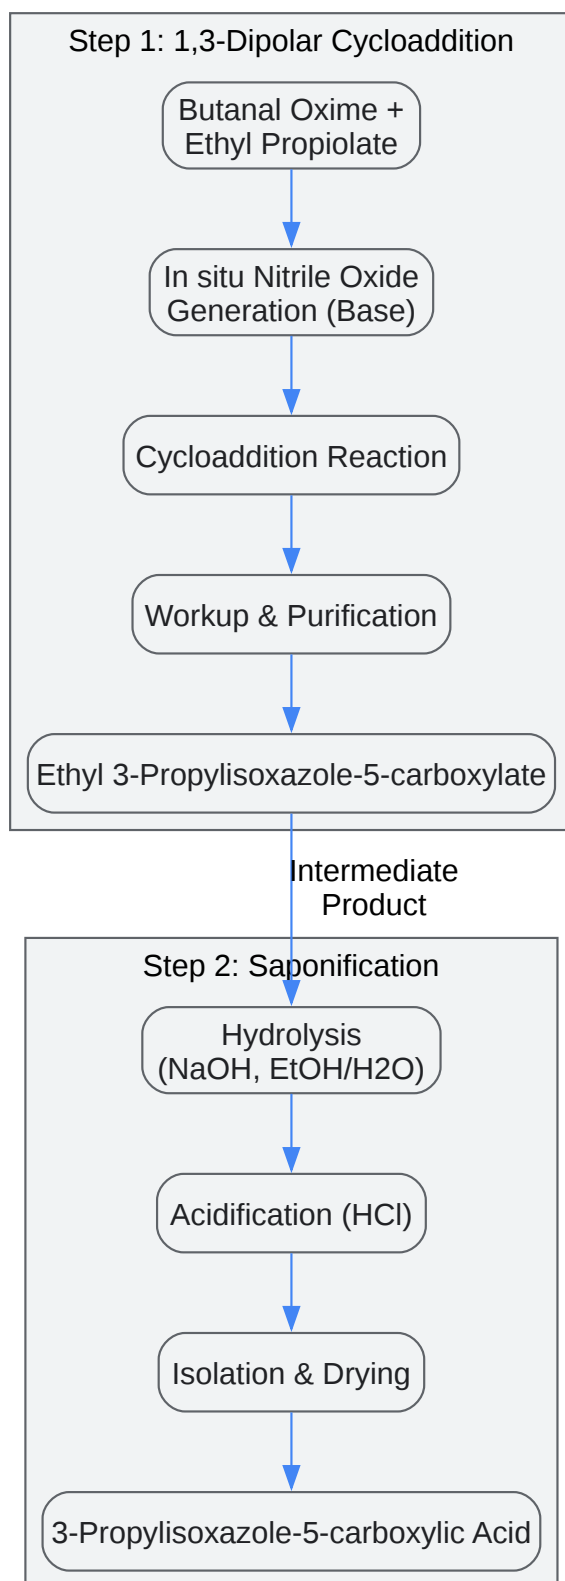 Step 1: 1,3-Dipolar Cycloaddition
Butanal Oxime +
Ethyl Propiolate
In situ Nitrile Oxide
Generation (Base)
Cycloaddition Reaction
Workup & Purification
Ethyl 3-Propylisoxazole-5-carboxylate
Intermediate
Product
Step 2: Saponification
Hydrolysis
(NaOH, EtOH/H2O)
Acidification (HCl)
Isolation & Drying
3-Propylisoxazole-5-carboxylic Acid